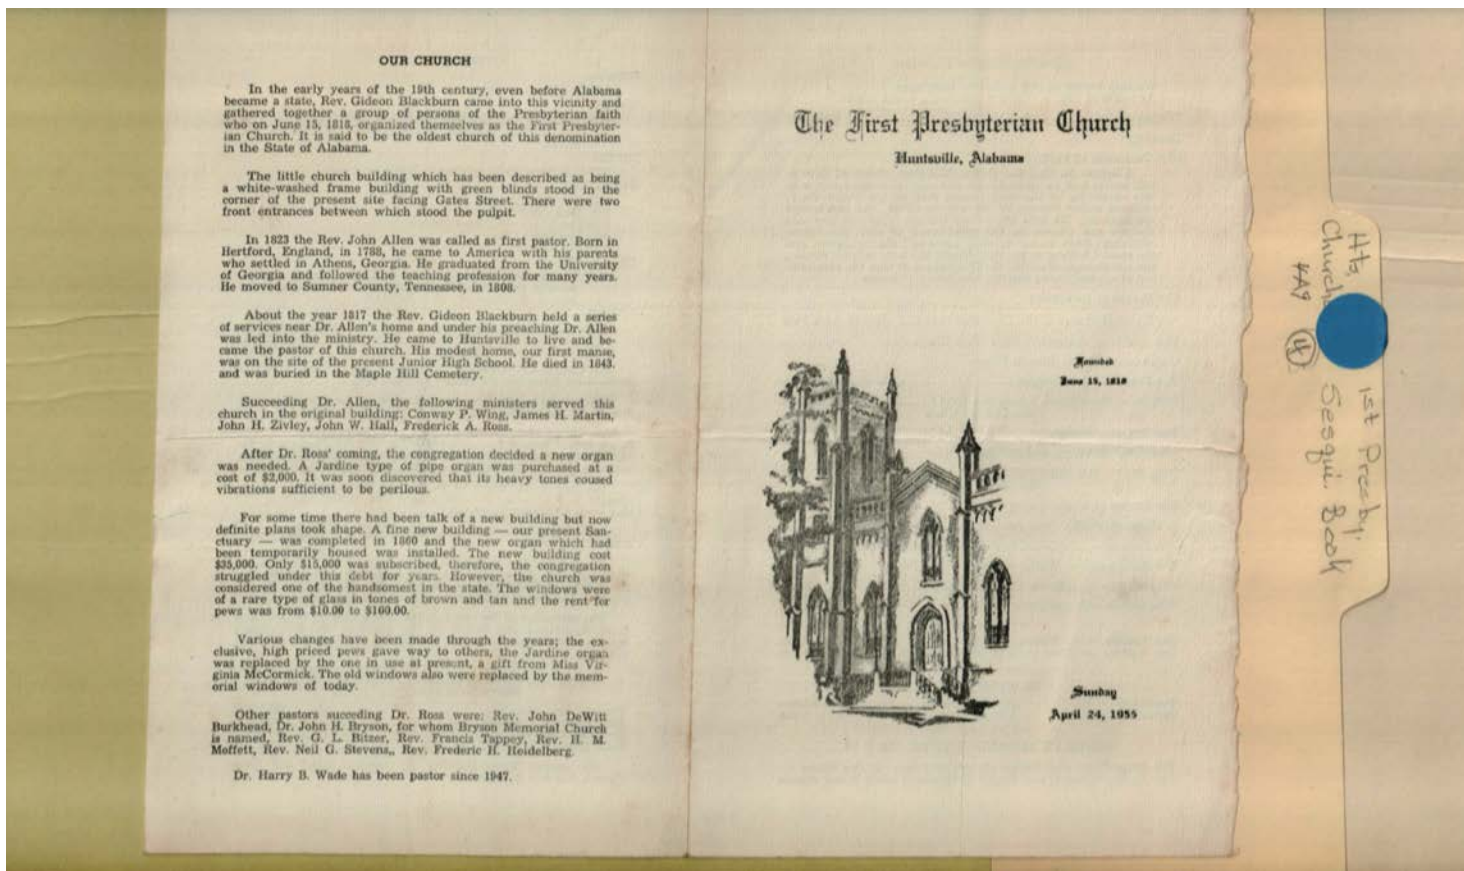 OUR CHURCH
In the early years of the 19th century, even before Alabama
became a state, Rev. Gideon Blackburn came into this vicinity and
gathered together a group of persons of the Presbyterian faith
who on June 15, 1818, organized themselves as the First Presbyter-
ian Church. It is said to be the oldest church of this denomination
in the State of Alabama.
The little church building which has been described as being
a white-washed frame building with green blinds stood in the
corner of the present site facing Gates Street. There were two
front entrances between which stood the pulpit.
In 1823 the Rev. John Allen was called as first pastor. Born in
Hertford, England, in 1788, he came to America with his parents
who settled in Athens, Georgia. He graduated from the University
of Georgia and followed the teaching profession for many years.
He moved to Sumner County, Tennessee, in 1808.
About the year 1817 the Rev. Gideon Blackburn held a series
of services near Dr. Allen's home and under his preaching Dr. Allen
was led into the ministry. He came to Huntsville to live and be-
came the pastor of this church. His modest home, our first manse,
was on the site of the present Junior High School. He died in 1843.
and was buried in the Maple Hill Cemetery.
Succeeding Dr. Allen, the following ministers served this
church in the original building: Conway P. Wing, James H. Martin,
John H. Zivley, John W. Hall, Frederick A. Ross.
After Dr. Ross' coming, the congregation decided a new organ
was needed. A Jardine type of pipe organ was purchased at a
cost of $2,000. It was soon discovered that its heavy tones coused
vibrations sufficient to be perilous.
For some time there had been talk of a new building but now
definite plans took shape. A fine new building — our present San-
ctuary — was completed in 1860 and the new organ which had
been temporarily housed was installed. The new building cost
$35,000. Only $15,000 was subscribed, therefore, the congregation
struggled under this debt for years. However, the church was
considered one of the handsomest in the state. The windows were
of a rare type of glass in tones of brown and tan and the rent for
pews was from $10.00 to $100.00.
Various changes have been made through the years; the ex-
clusive, high priced pews gave way to others, the Jardine organ
was replaced by the one in use at present, a gift from Miss Vir-
ginia McCormick. The old windows also were replaced by the mem-
orial windows of today.
Other pastors succeding Dr. Ross were: Rev. John DeWitt
Burkhead, Dr. John H. Bryson, for whom Bryson Memorial Church
is named, Rev. G. L. Bitzer, Rev. Francis Tappey, Rev. H. M.
Moffett, Rev. Neil G. Stevens,, Rev. Frederic H. Heidelberg.
Dr. Harry B. Wade has been pastor since 1947.
The First Presbyterian Church
Huntsville, Alabama
Founded
June 15, 1818
Sunday
April 24, 1955
Hts, 1st Presby.
Church Sesqui. Book
4A9 4